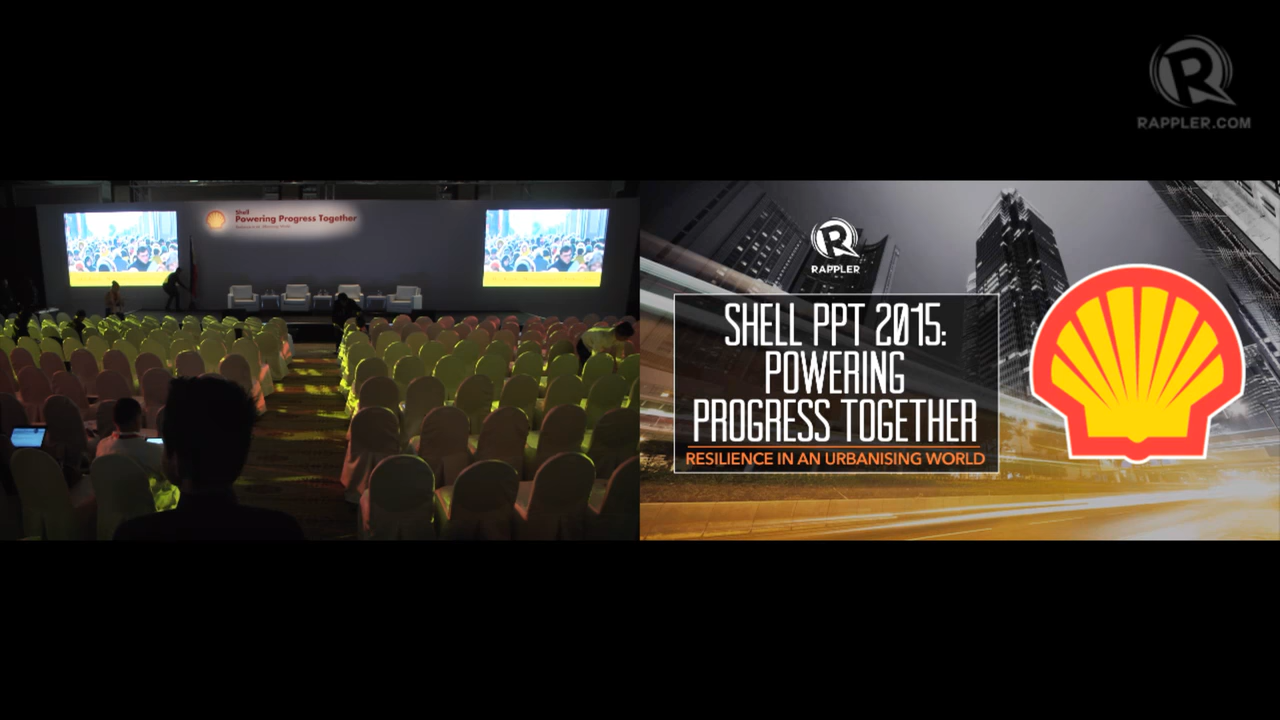 RAPPLER.COM
Shell
Powering Progress Together
RAPPLER
SHELL PPT 2015:
POWERING
PROGRESS TOGETHER
RESILIENCE IN AN URBANISING WORLD